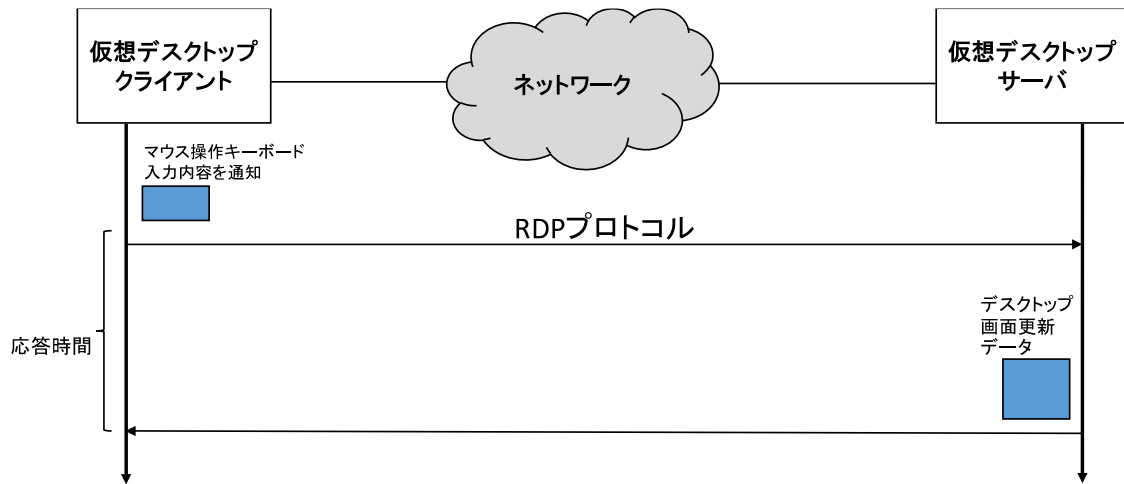 仮想デスクトップ
クライアント
ネットワーク
仮想デスクトップ
サーバ
マウス操作キーボード
入力内容を通知
RDPプロトコル
デスクトップ
画面更新
データ
応答時間